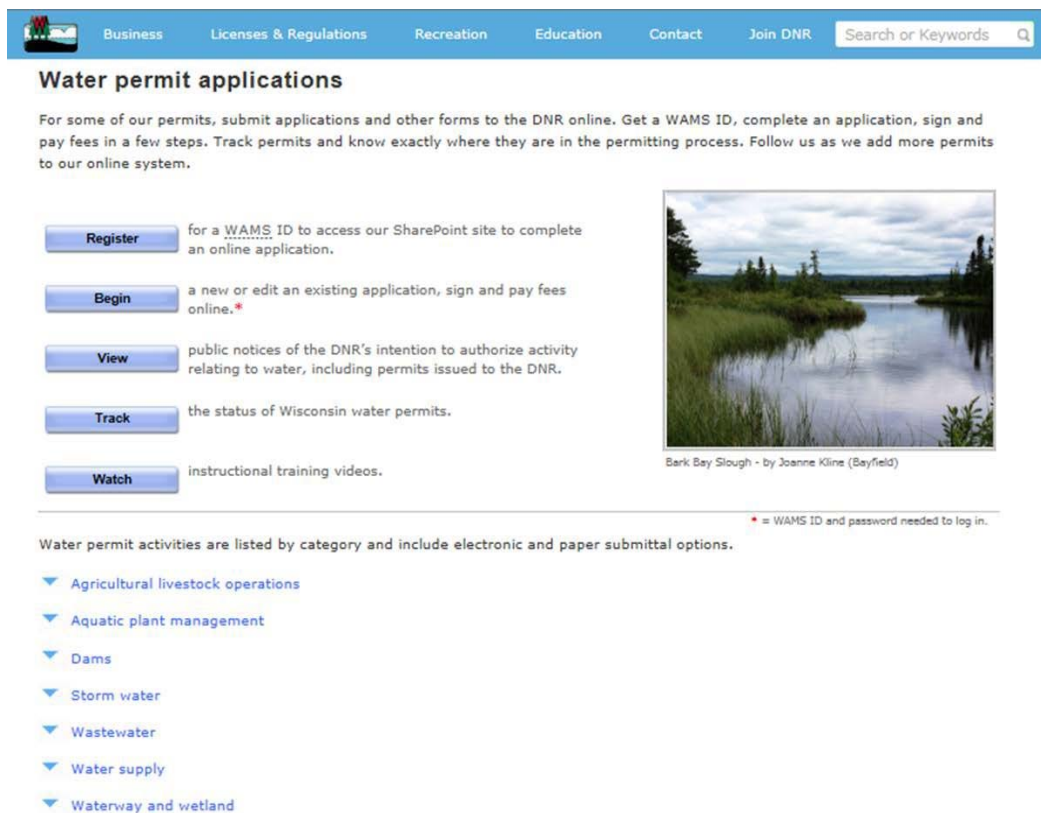 Business Licenses & Regulations Recreation Education Contact Join DNR Search or Keywords
Water permit applications
For some of our permits, submit applications and other forms to the DNR online. Get a WAMS ID, complete an application, sign and
pay fees in a few steps. Track permits and know exactly where they are in the permitting process. Follow us as we add more permits
to our online system.
Register for a WAMS ID to access our SharePoint site to complete
an online application.
Begin a new or edit an existing application, sign and pay fees
online.*
View public notices of the DNR's intention to authorize activity
relating to water, including permits issued to the DNR.
Track the status of Wisconsin water permits.
Watch instructional training videos.
Bark Bay Slough - by Joanne Kline (Bayfield)
* = WAMS ID and password needed to log in.
Water permit activities are listed by category and include electronic and paper submittal options.
Agricultural livestock operations
Aquatic plant management
Dams
Storm water
Wastewater
Water supply
Waterway and wetland